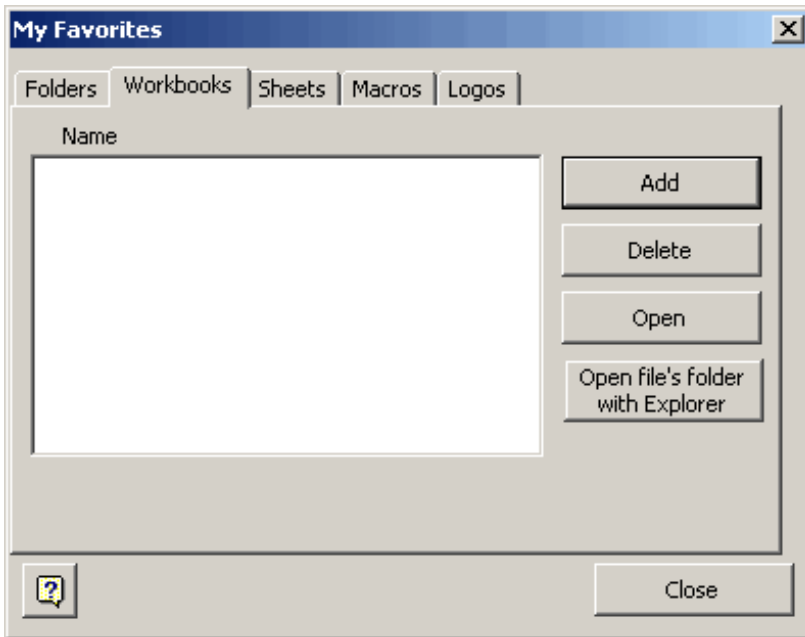 My Favorites
Folders Workbooks Sheets Macros Logos
Name
Add
Delete
Open
Open file's folder
with Explorer
Close